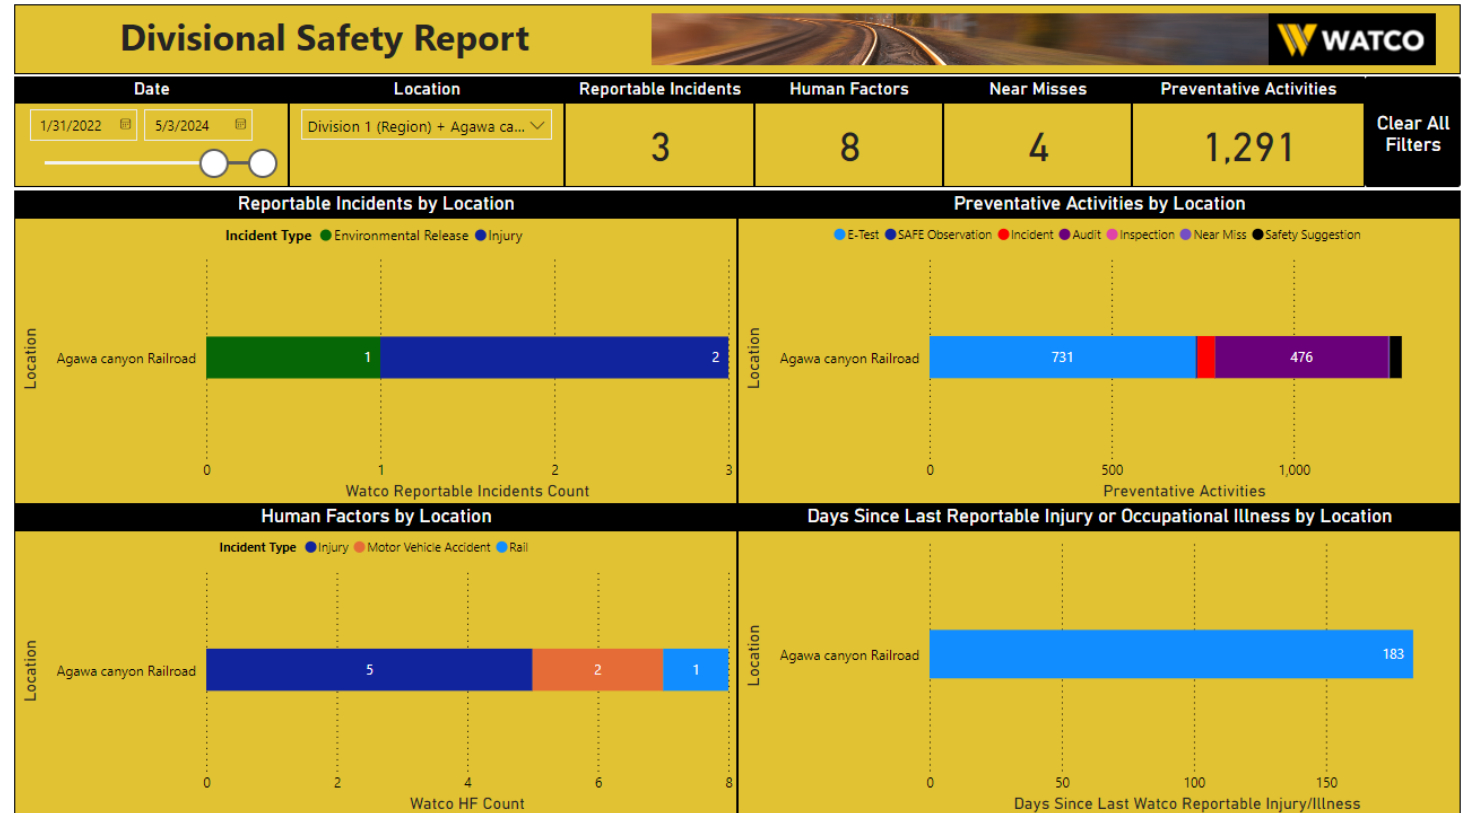 Divisional Safety Report
WATCO
Date
Location
Reportable Incidents
Human Factors
Near Misses
Preventative Activities
Clear All
Filters
1/31/2022
5/3/2024
Division 1 (Region) + Agawa ca...
3
8
4
1,291
Reportable Incidents by Location
Incident Type Environmental Release Injury
Location
Agawa canyon Railroad
1
2
0 1 2 3
Watco Reportable Incidents Count
Preventative Activities by Location
E-Test SAFE Observation Incident Audit Inspection Near Miss Safety Suggestion
Location
Agawa canyon Railroad
731
476
0 500 1,000
Preventative Activities
Human Factors by Location
Incident Type Injury Motor Vehicle Accident Rail
Location
Agawa canyon Railroad
5
2
1
0 2 4 6 8
Watco HF Count
Days Since Last Reportable Injury or Occupational Illness by Location
Location
Agawa canyon Railroad
183
0 50 100 150
Days Since Last Watco Reportable Injury/Illness